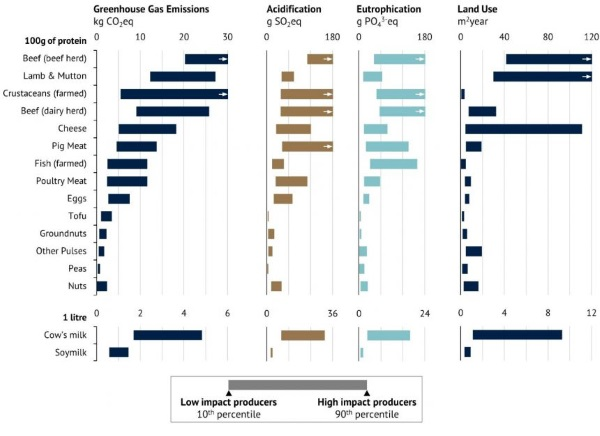 Greenhouse Gas Emissions Acidification Eutrophication Land Use
kg CO₂eq g SO₂eq g PO₄³⁻eq m²year
0 10 20 30 0 180 0 180 0 40 80 120
100g of protein
Beef (beef herd)
Lamb & Mutton
Crustaceans (farmed)
Beef (dairy herd)
Cheese
Pig Meat
Fish (farmed)
Poultry Meat
Eggs
Tofu
Groundnuts
Other Pulses
Peas
Nuts
1 litre 0 2 4 6 0 36 0 24 0 4 8 12
Cow's milk
Soymilk
Low impact producers High impact producers
10th percentile 90th percentile